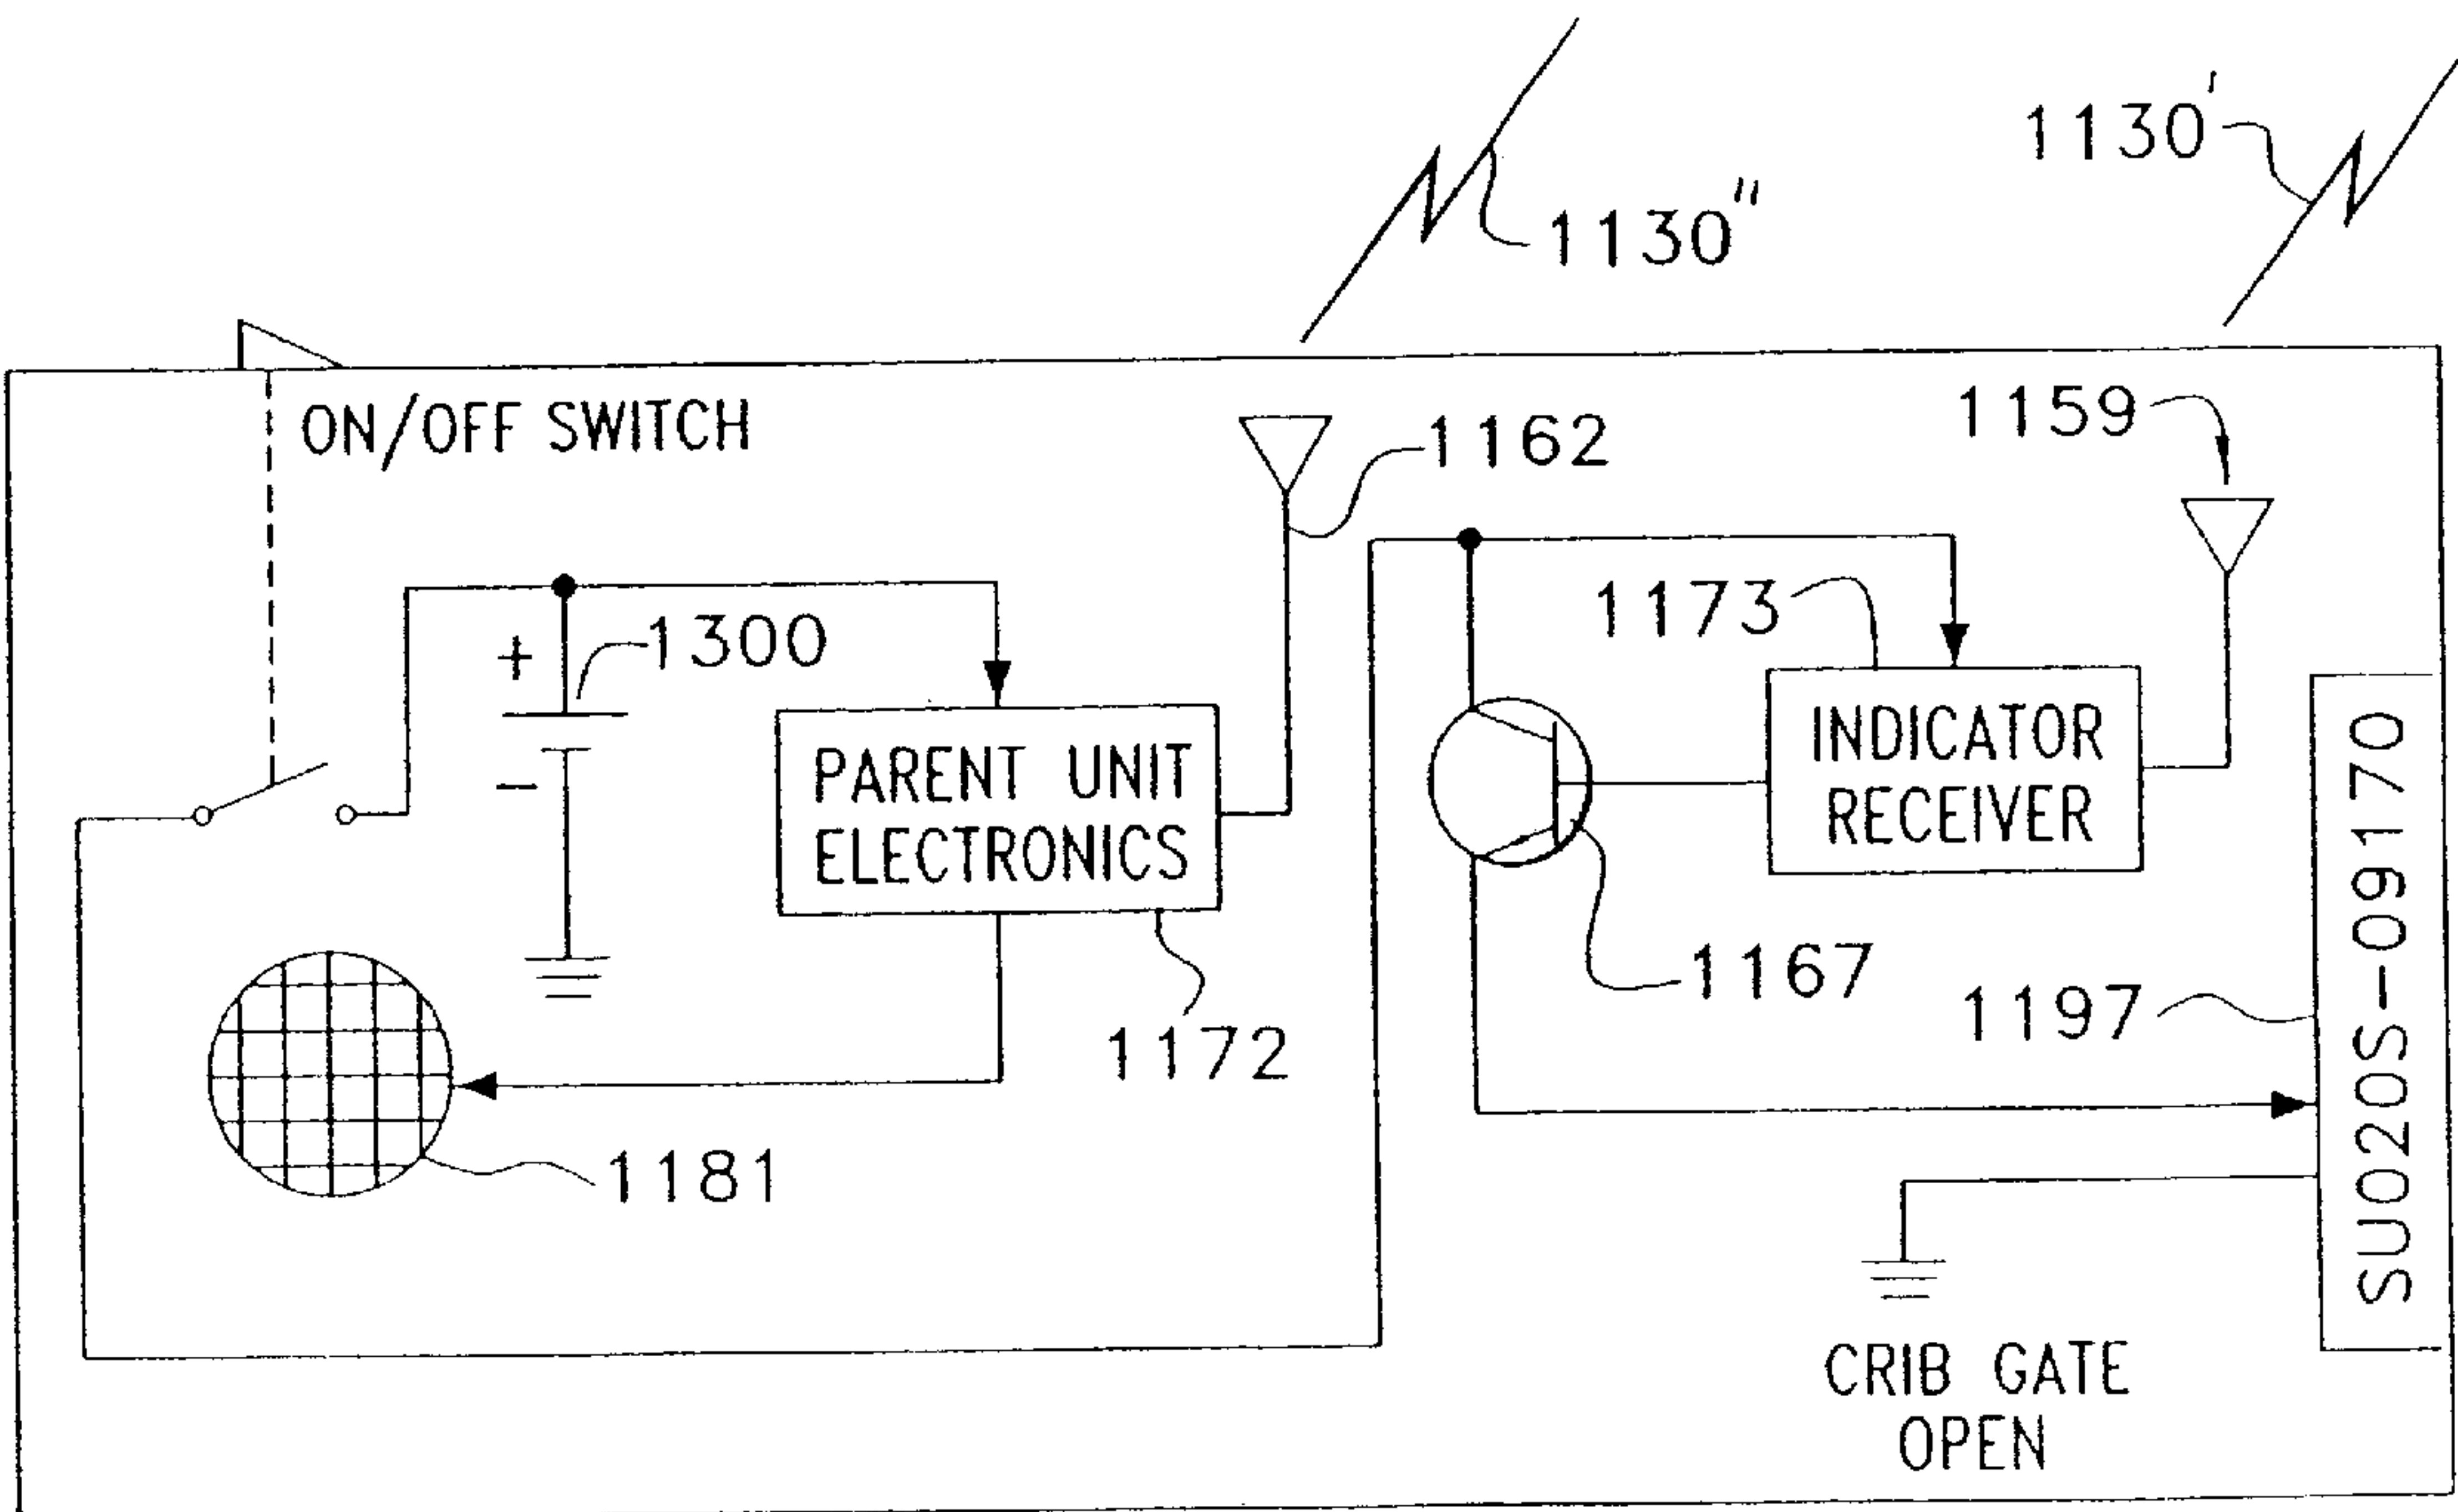 1130'
1130"
ON/OFF SWITCH
1162
1159
+
1300
1173
-
PARENT UNIT
ELECTRONICS
INDICATOR
RECEIVER
1167
1197
1172
1181
SU020S-09170
CRIB GATE
OPEN